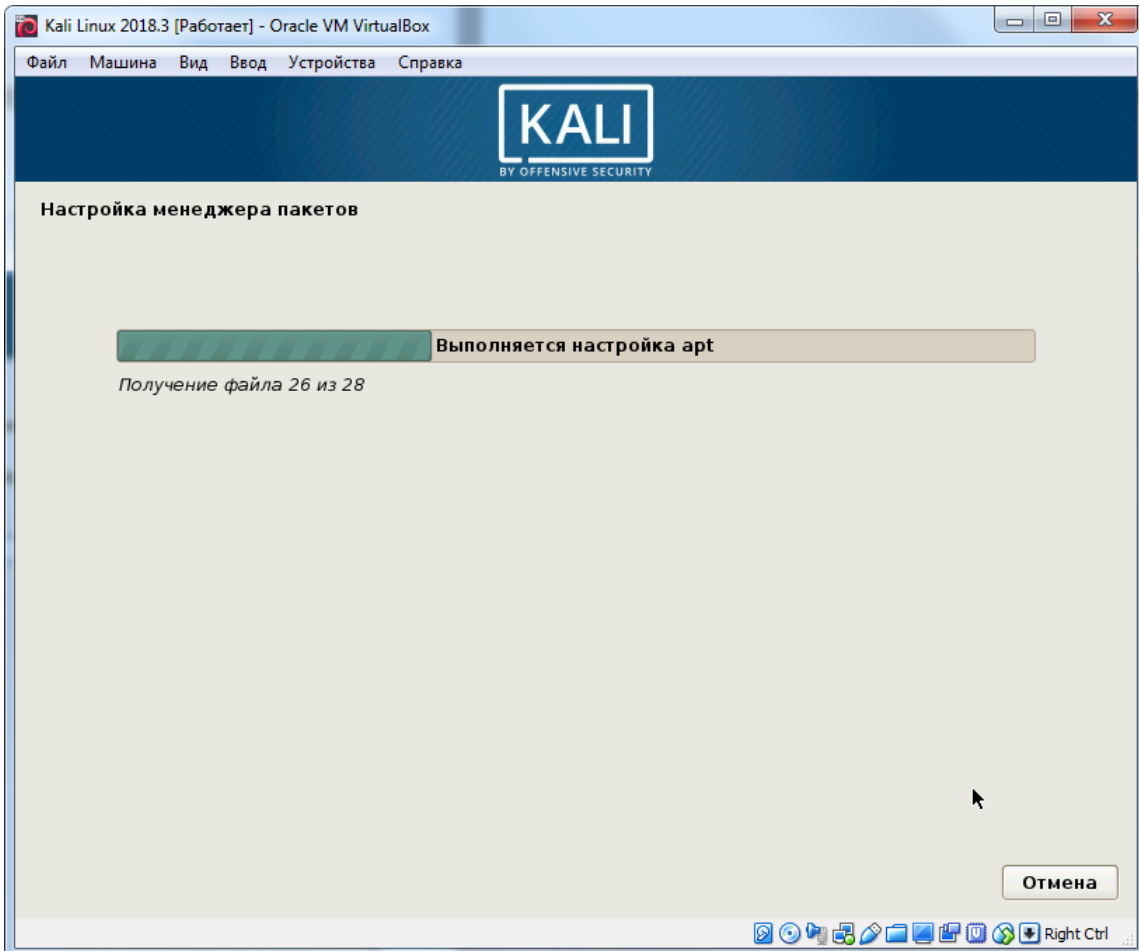 Kali Linux 2018.3 [Работает] - Oracle VM VirtualBox
Файл Машина Вид Ввод Устройства Справка
KALI
BY OFFENSIVE SECURITY
Настройка менеджера пакетов
Выполняется настройка apt
Получение файла 26 из 28
Отмена
Right Ctrl